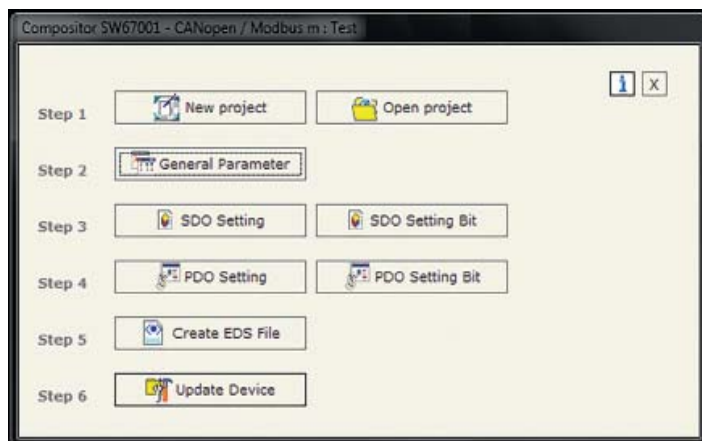 Compositor SW67001 - CANopen / Modbus m : Test
i X
Step 1 New project Open project
Step 2 General Parameter
Step 3 SDO Setting SDO Setting Bit
Step 4 PDO Setting PDO Setting Bit
Step 5 Create EDS File
Step 6 Update Device